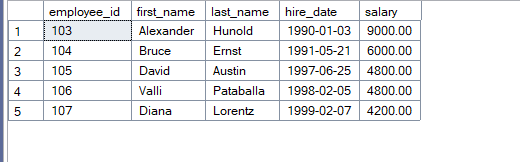 employee_id first_name last_name hire_date salary
1 103 Alexander Hunold 1990-01-03 9000.00
2 104 Bruce Ernst 1991-05-21 6000.00
3 105 David Austin 1997-06-25 4800.00
4 106 Valli Pataballa 1998-02-05 4800.00
5 107 Diana Lorentz 1999-02-07 4200.00